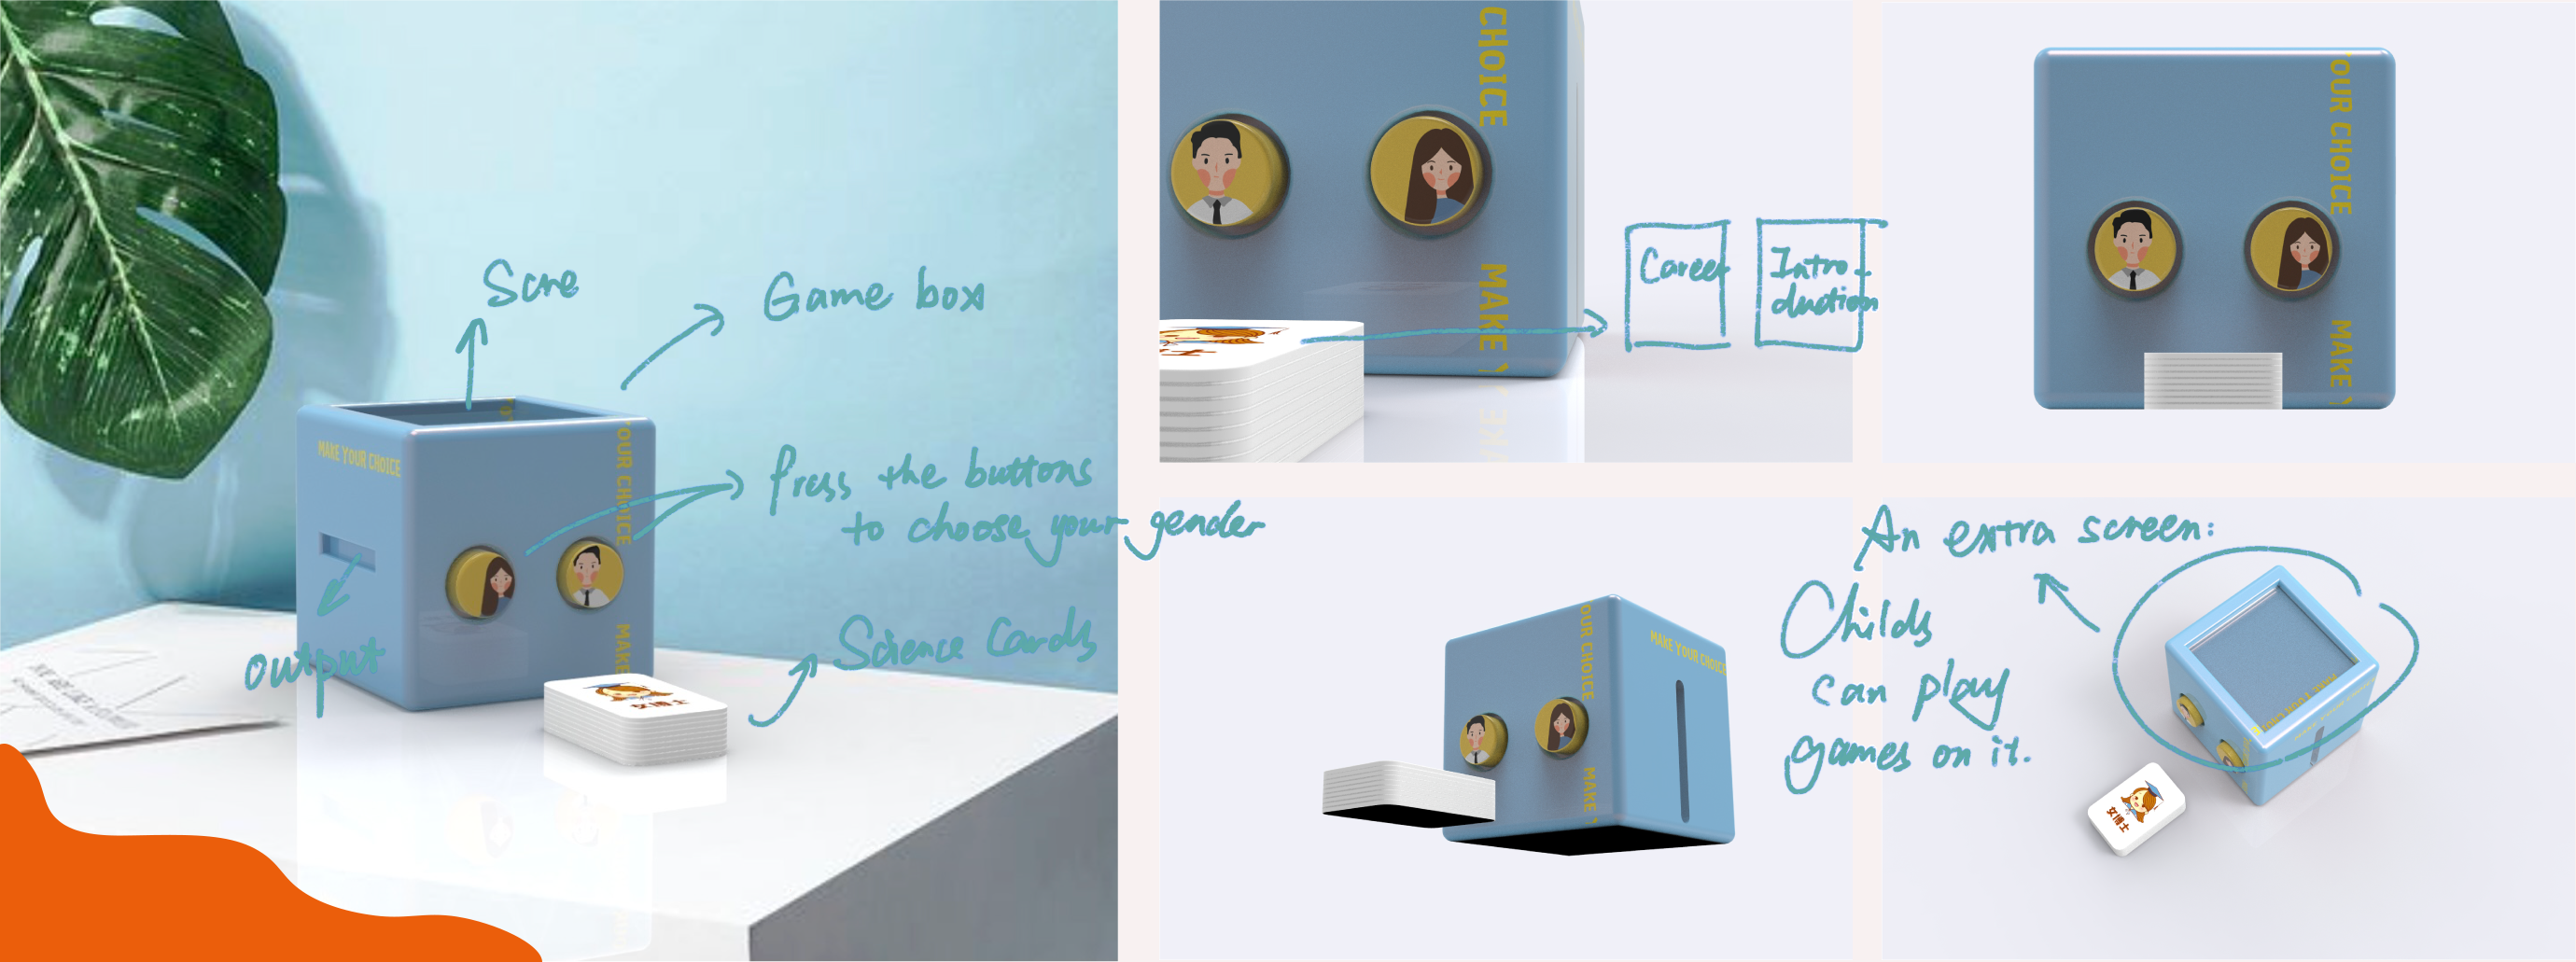 Scre
Game box
MAKE YOUR CHOICE
OUR CHOICE
MAKE
Press the buttons
to choose your gender
output
Science Cards
女博士
CHOICE
MAKE Y
Career
Intro-
duction
OUR CHOICE
MAKE Y
OUR CHOICE
MAKE YOUR CHOICE
MAKE
An extra screen:
Childs
can play
games on it.
女博士